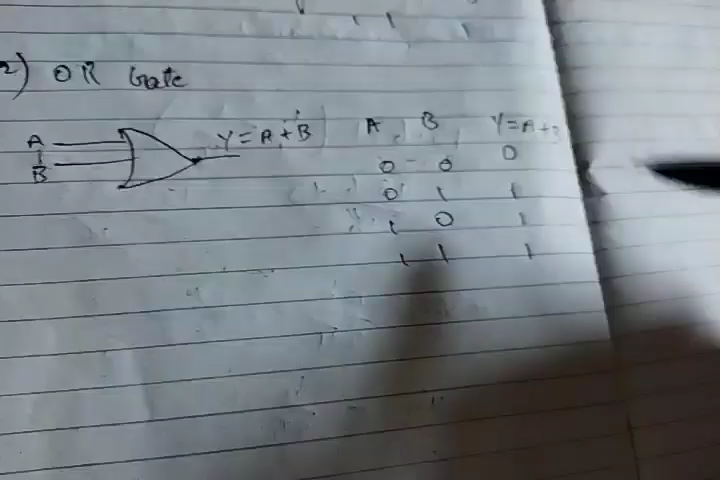 2) OR Gate
A
B
Y = A + B
A B Y = A + B
0 0 0
0 1 1
1 0 1
1 1 1